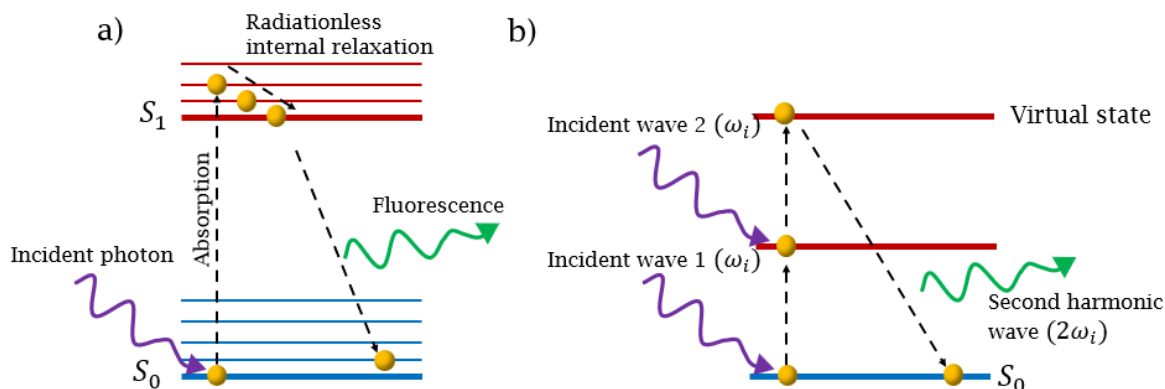 a)
Radiationless
internal relaxation
S₁
Absorption
Fluorescence
Incident photon
S₀
b)
Incident wave 2 (ωᵢ)
Virtual state
Incident wave 1 (ωᵢ)
Second harmonic
wave (2ωᵢ)
S₀